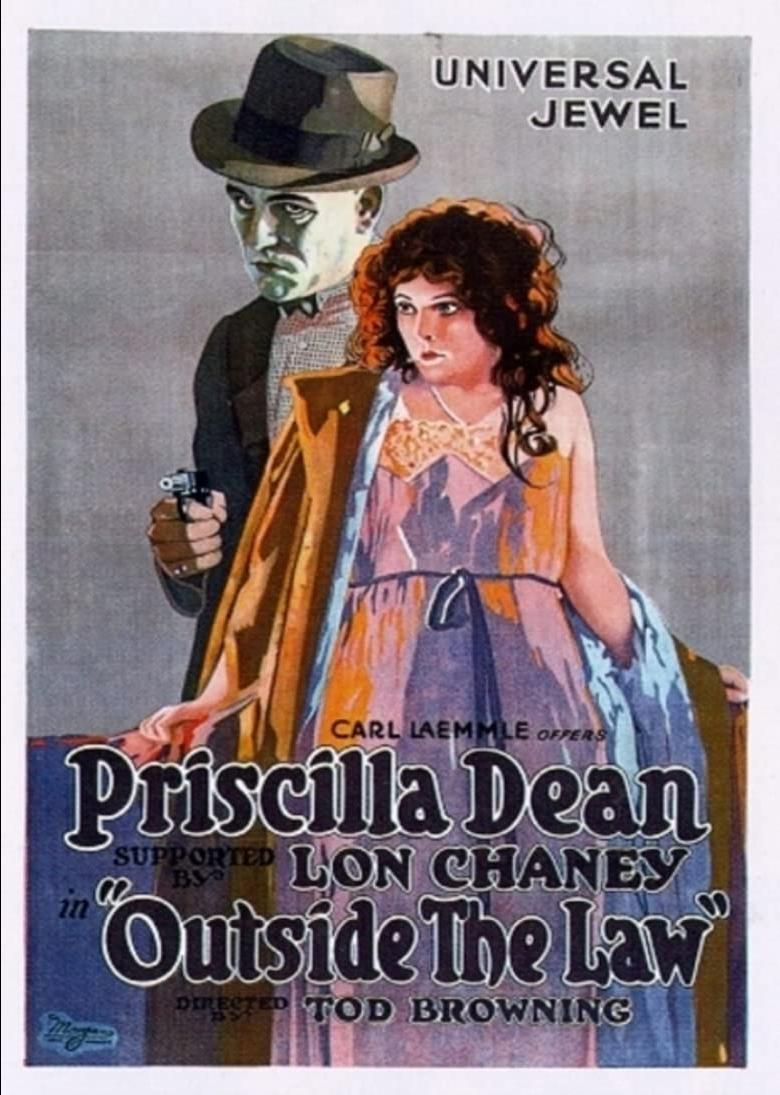 UNIVERSAL
JEWEL
CARL LAEMMLE OFFERS
Priscilla Dean
SUPPORTED BY LON CHANEY
in "Outside The Law"
DIRECTED BY TOD BROWNING
Morgan